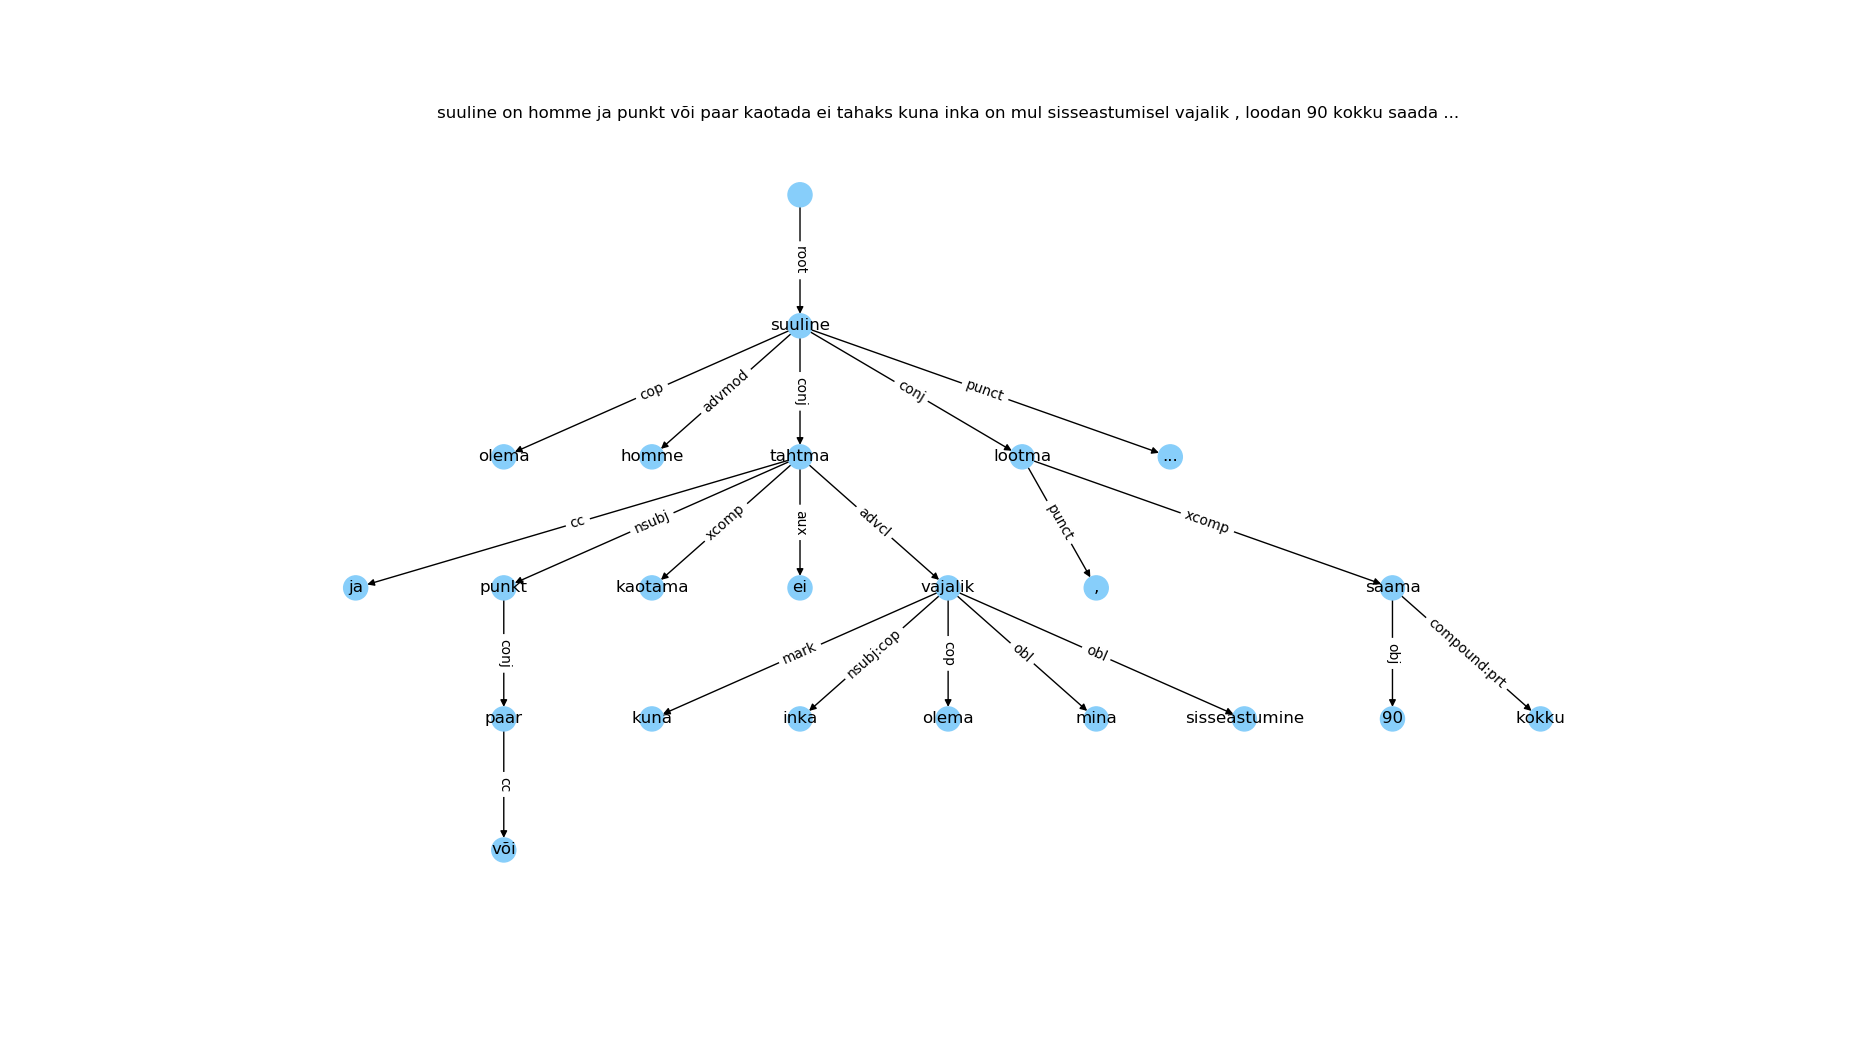 suuline on homme ja punkt või paar kaotada ei tahaks kuna inka on mul sisseastumisel vajalik , loodan 90 kokku saada ...
root
suuline
cop advmod conj conj punct
olema homme tahtma lootma ...
cc nsubj xcomp aux advcl punct xcomp
ja punkt kaotama ei vajalik , saama
conj mark nsubj:cop cop obl obl obj compound:prt
paar kuna inka olema mina sisseastumine 90 kokku
cc
või